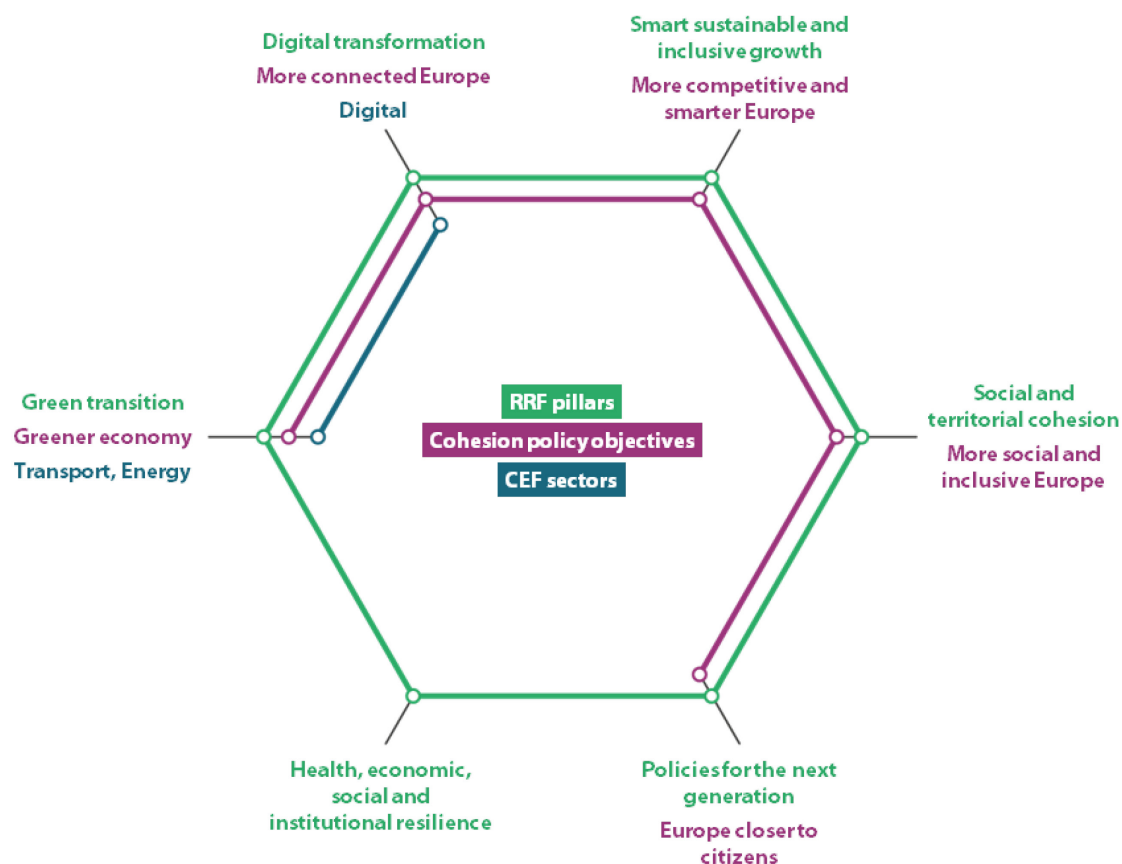 Digital transformation
More connected Europe
Digital
Smart sustainable and
inclusive growth
More competitive and
smarter Europe
Green transition
Greener economy
Transport, Energy
RRF pillars
Cohesion policy objectives
CEF sectors
Social and
territorial cohesion
More social and
inclusive Europe
Health, economic,
social and
institutional resilience
Policies for the next
generation
Europe closer to
citizens